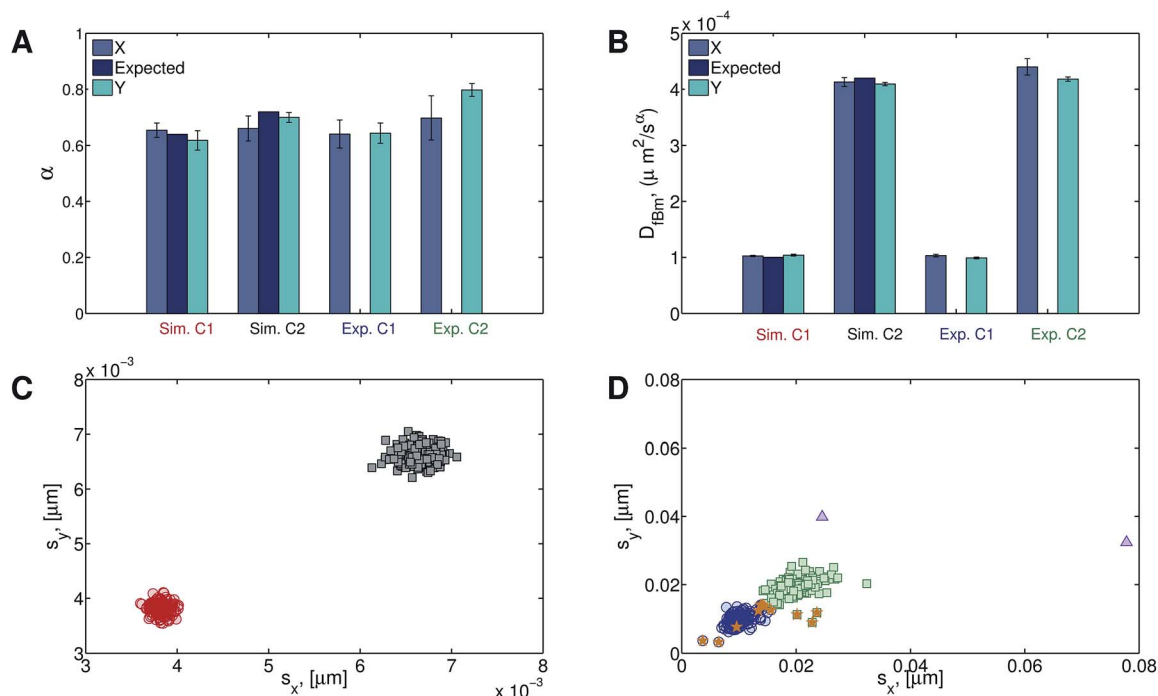 A
1
0.8
0.6
0.4
0.2
0
α
X
Expected
Y
Sim. C1
Sim. C2
Exp. C1
Exp. C2
B
5
4
3
2
1
0
x 10⁻⁴
D_fBm, (μ m²/s^α)
X
Expected
Y
Sim. C1
Sim. C2
Exp. C1
Exp. C2
C
x 10⁻³
8
7
6
5
4
3
s_y, [μm]
3
4
5
6
7
8
s_x, [μm]
x 10⁻³
D
0.08
0.06
0.04
0.02
0
s_y, [μm]
0
0.02
0.04
0.06
0.08
s_x, [μm]